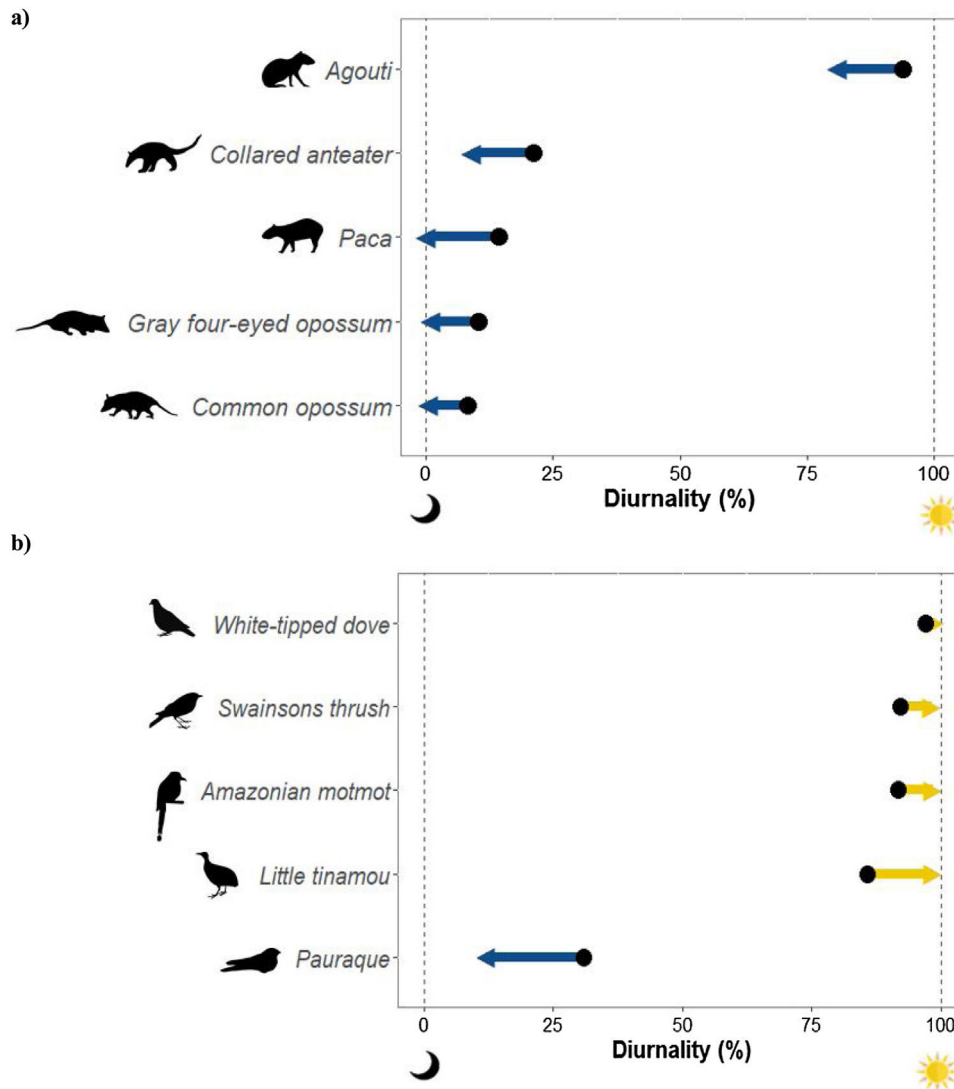 a)
Agouti
Collared anteater
Paca
Gray four-eyed opossum
Common opossum
0 25 50 75 100
Diurnality (%)
b)
White-tipped dove
Swainsons thrush
Amazonian motmot
Little tinamou
Pauraque
0 25 50 75 100
Diurnality (%)